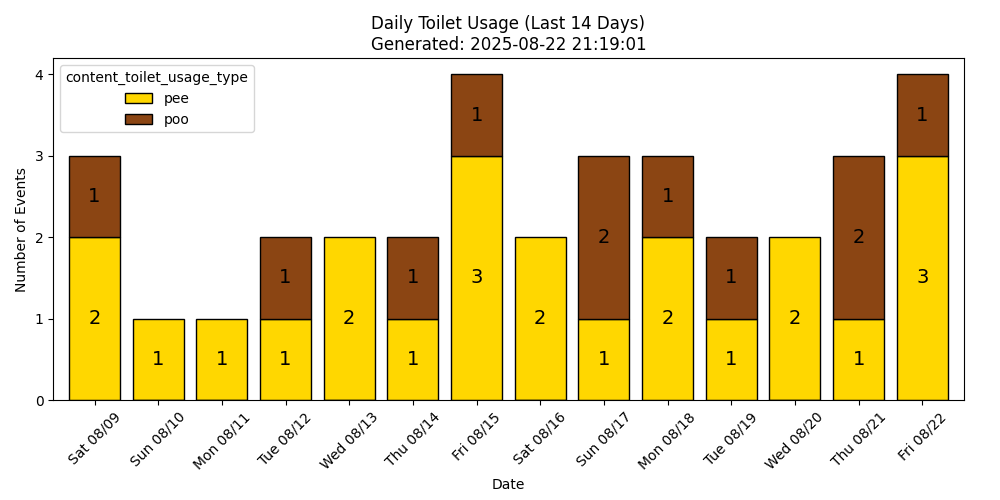 Daily Toilet Usage (Last 14 Days)
Generated: 2025-08-22 21:19:01
content_toilet_usage_type
pee
poo
Number of Events
4
3
2
1
0
2
1
1
1
1
1
2
1
1
3
1
2
1
2
2
1
1
1
2
1
2
3
1
Sat 08/09
Sun 08/10
Mon 08/11
Tue 08/12
Wed 08/13
Thu 08/14
Fri 08/15
Sat 08/16
Sun 08/17
Mon 08/18
Tue 08/19
Wed 08/20
Thu 08/21
Fri 08/22
Date